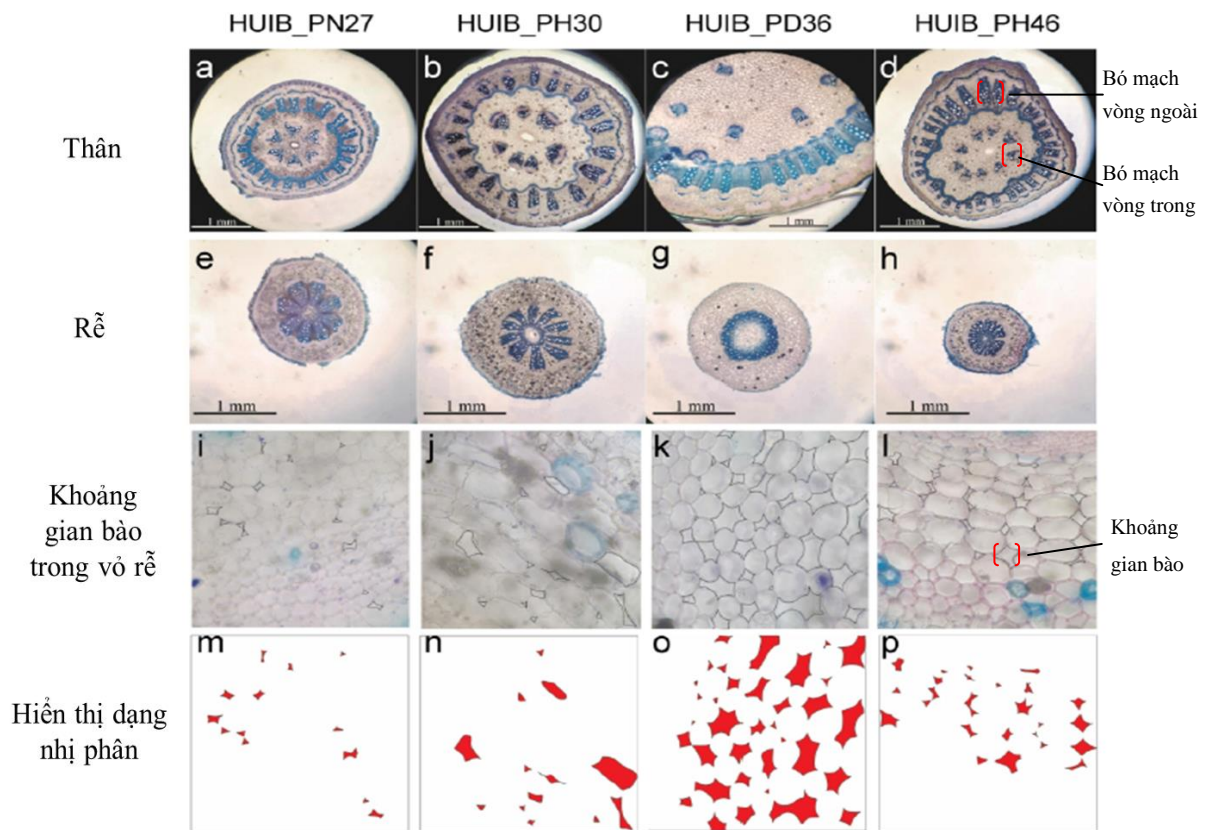 HUIB_PN27 HUIB_PH30 HUIB_PD36 HUIB_PH46
Thân
a b c d
1 mm 1 mm 1 mm 1 mm
Bó mạch
vòng ngoài
Bó mạch
vòng trong
Rễ
e f g h
1 mm 1 mm 1 mm 1 mm
Khoảng
gian bào
trong vỏ rễ
i j k l
Khoảng
gian bào
Hiển thị dạng
nhị phân
m n o p